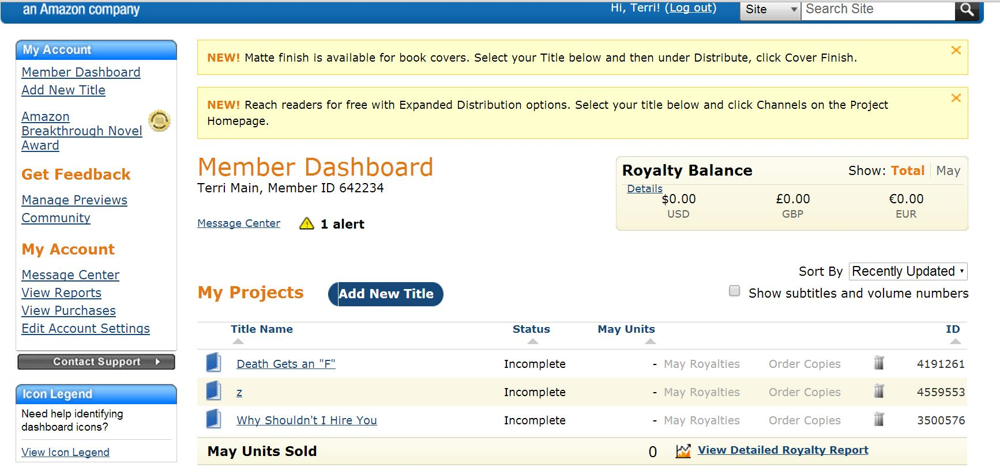 an Amazon company
Hi, Terri! (Log out)
Site
Search Site
My Account
Member Dashboard
Add New Title
Amazon
Breakthrough Novel
Award
Get Feedback
Manage Previews
Community
My Account
Message Center
View Reports
View Purchases
Edit Account Settings
Contact Support
Icon Legend
Need help identifying
dashboard icons?
View Icon Legend
NEW! Matte finish is available for book covers. Select your Title below and then under Distribute, click Cover Finish.
NEW! Reach readers for free with Expanded Distribution options. Select your title below and click Channels on the Project
Homepage.
Member Dashboard
Terri Main, Member ID 642234
Message Center 1 alert
Royalty Balance Show: Total May
Details
$0.00 £0.00 €0.00
USD GBP EUR
Sort By Recently Updated
Show subtitles and volume numbers
My Projects Add New Title
Title Name Status May Units ID
Death Gets an "F" Incomplete - May Royalties Order Copies 4191261
z Incomplete - May Royalties Order Copies 4559553
Why Shouldn't I Hire You Incomplete - May Royalties Order Copies 3500576
May Units Sold 0 View Detailed Royalty Report